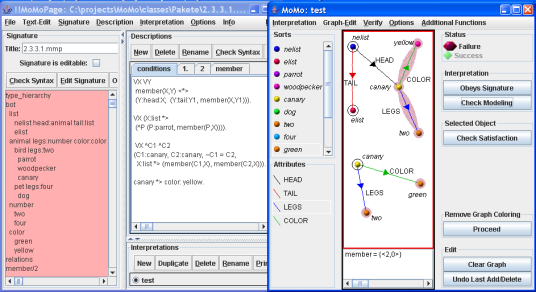 !!MoMoPage: C:\projects\MoMo\classes\Pakete\2.3.3.1....
File Edit Signature Description Interpretation Options Info
Signature
Title: 2.3.3.1.mmp
Signature is editable:
Check Syntax Edit Signature O
type_hierarchy
bot
list
nelist head:animal tail:list
elist
animal legs:number color:color
bird legs:two
parrot
woodpecker
canary
pet legs:four
dog
number
two
four
color
green
yellow
relations
member/2
Descriptions
New Delete Rename Check Syntax
conditions 1. 2 member
VX VY
member(X,Y) <*>
(Y:head:X; (Y:tail:Y1, member(X,Y1))).
VX (X:list *>
(^P (P:parrot, member(P,X)))).
VX ^C1 ^C2
(C1:canary, C2:canary, ~C1 = C2,
X:list *> (member(C1,X), member(C2,X)))
canary *> color: yellow.
Interpretations
New Duplicate Delete Rename Prin
test
MoMo: test
Interpretation Graph-Edit Verify Options Additional Functions
Sorts
nelist
elist
parrot
woodpecker
canary
dog
two
four
green
Attributes
HEAD
TAIL
LEGS
COLOR
nelist
yellow
HEAD
COLOR
TAIL
canary
LEGS
elist
two
canary
COLOR
LEGS
green
two
member = {<2,0>}
Status
Failure
Success
Interpretation
Obeys Signature
Check Modeling
Selected Object
Check Satisfaction
Remove Graph Coloring
Proceed
Edit
Clear Graph
Undo Last Add/Delete